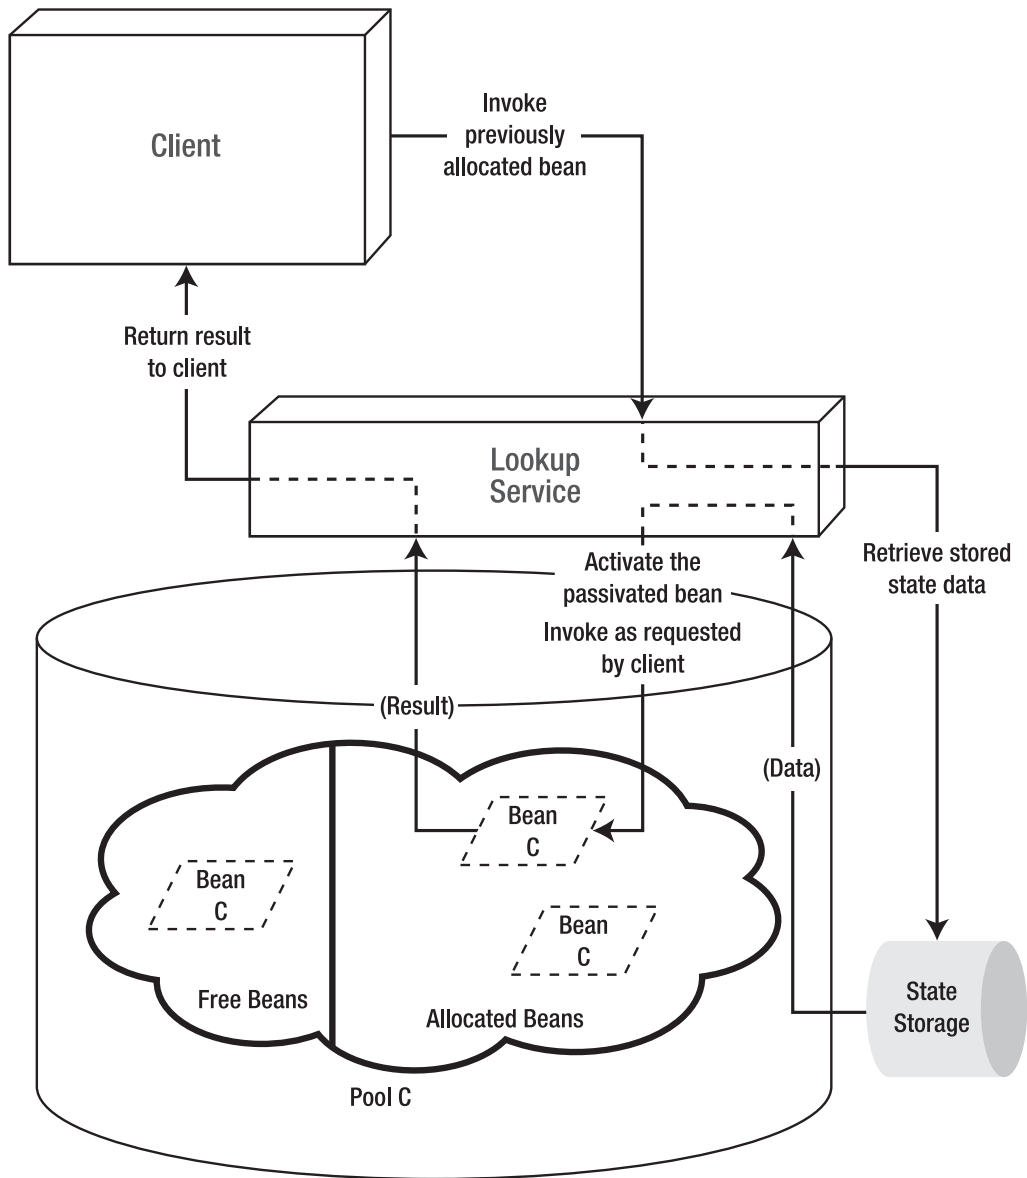 Client
Invoke
previously
allocated bean
Return result
to client
Lookup
Service
Activate the
passivated bean
Retrieve stored
state data
Invoke as requested
by client
(Result)
(Data)
Bean
C
Bean
C
Bean
C
Free Beans
Allocated Beans
State
Storage
Pool C